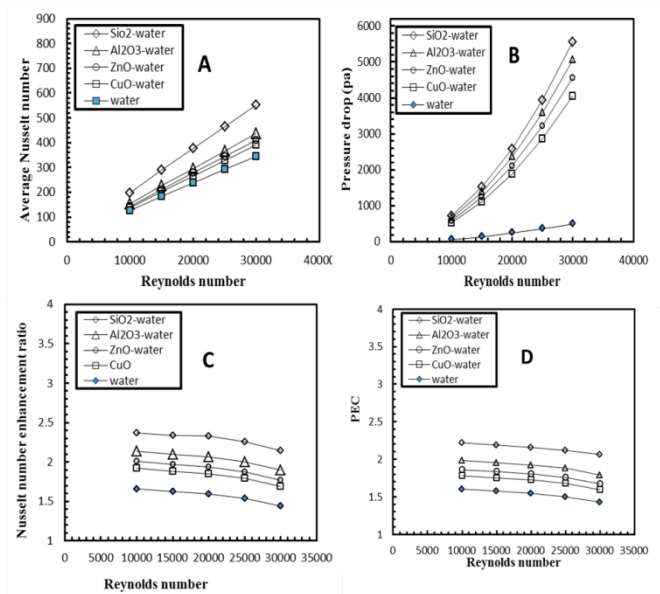 900
800
700
600
500
400
300
200
100
0
Average Nusselt number
Sio2-water
Al2O3-water
ZnO-water
CuO-water
water
A
0
10000
20000
30000
40000
Reynolds number
6000
5000
4000
3000
2000
1000
0
Pressure drop (pa)
SiO2-water
Al2O3-water
ZnO-water
CuO-water
water
B
0
10000
20000
30000
40000
Reynolds number
4
3.5
3
2.5
2
1.5
1
Nusselt number enhancement ratio
SiO2-water
Al2O3-water
ZnO-water
CuO
water
C
0
5000
10000
15000
20000
25000
30000
35000
Reynolds number
4
3.5
3
2.5
2
1.5
1
PEC
SiO2-water
Al2O3-water
ZnO-water
CuO-water
water
D
0
5000
10000
15000
20000
25000
30000
35000
Reynolds number